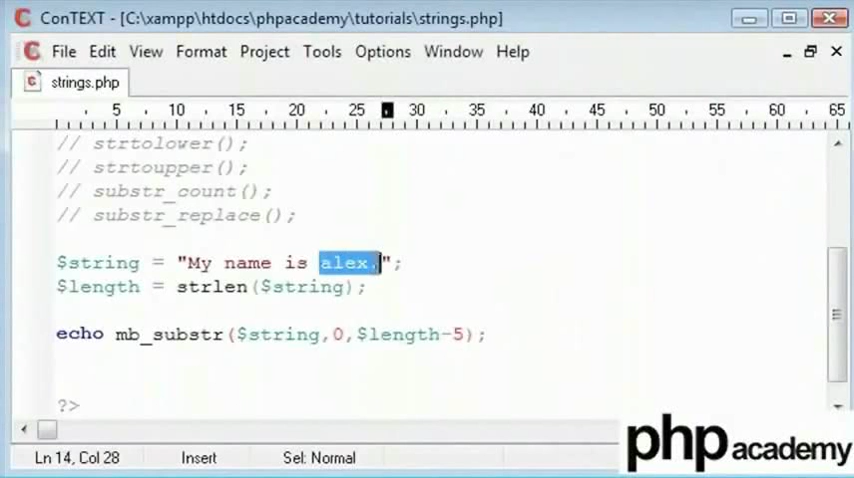 ConTEXT - [C:\xampp\htdocs\phpacademy\tutorials\strings.php]
File Edit View Format Project Tools Options Window Help
strings.php
5 10 15 20 25 30 35 40 45 50 55 60 65
// strtolower();
// strtoupper();
// substr_count();
// substr_replace();
$string = "My name is alex.";
$length = strlen($string);
echo mb_substr($string,0,$length-5);
?>
php academy
Ln 14, Col 28 Insert Sel: Normal